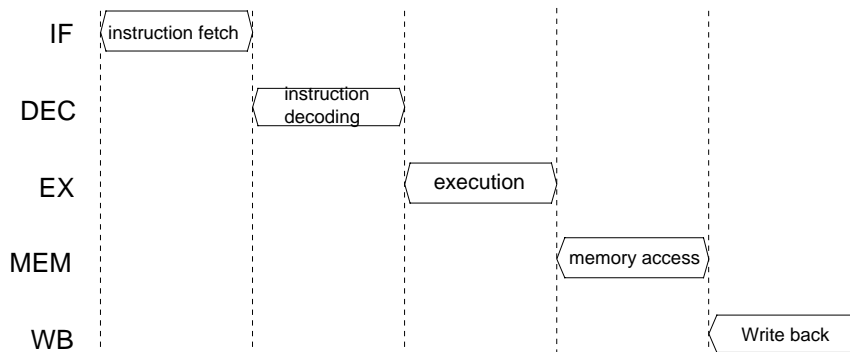 IF
instruction fetch
DEC
instruction
decoding
EX
execution
MEM
memory access
WB
Write back